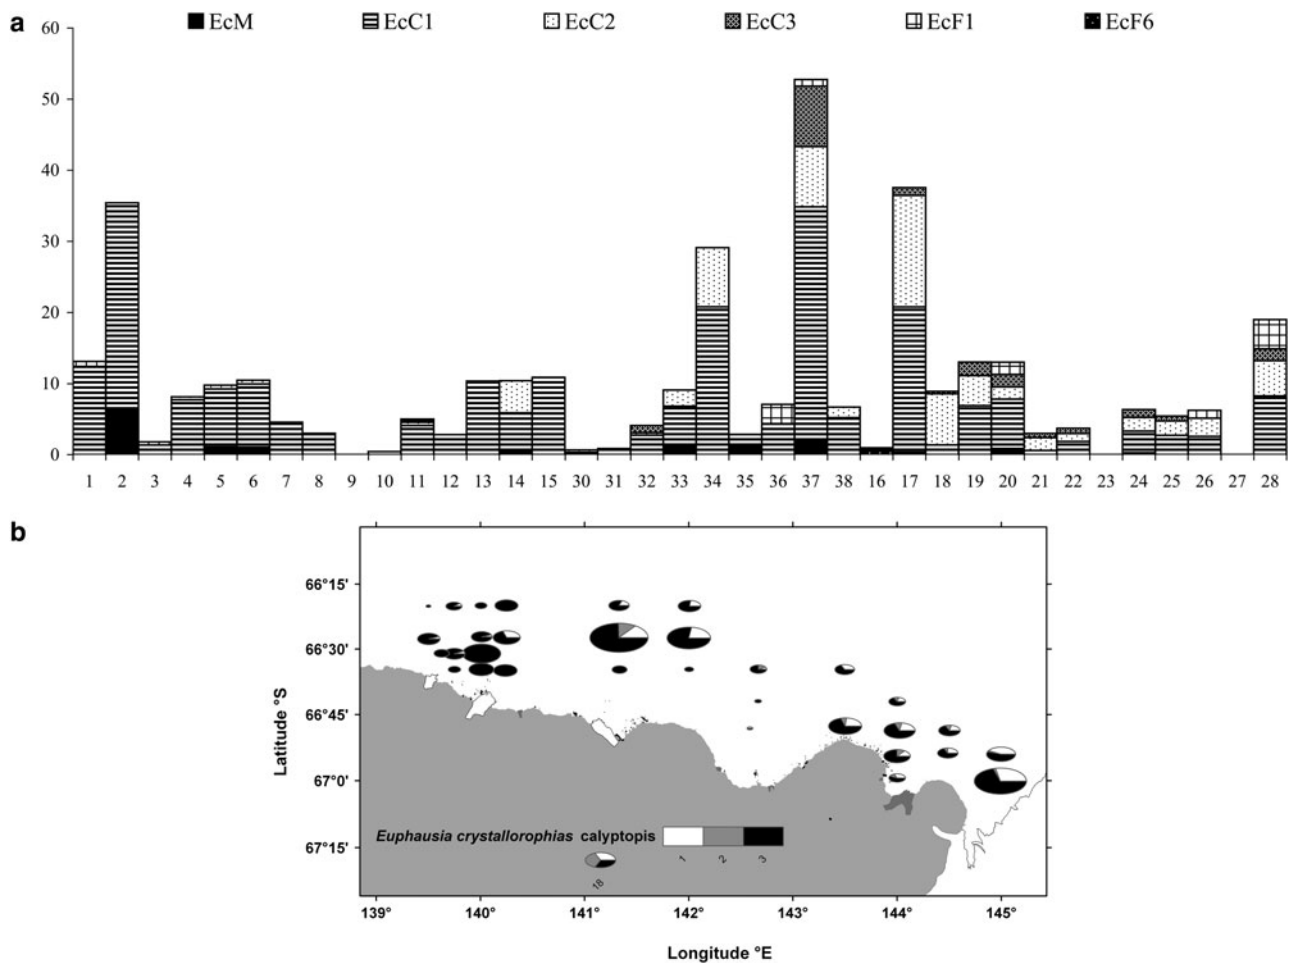 a
EcM EcC1 EcC2 EcC3 EcF1 EcF6
60
50
40
30
20
10
0
1 2 3 4 5 6 7 8 9 10 11 12 13 14 15 30 31 32 33 34 35 36 37 38 16 17 18 19 20 21 22 23 24 25 26 27 28
b
66°15'
66°30'
66°45'
67°0'
67°15'
Latitude °S
Euphausia crystallorophias calyptopis
1 2 3
18
139° 140° 141° 142° 143° 144° 145°
Longitude °E